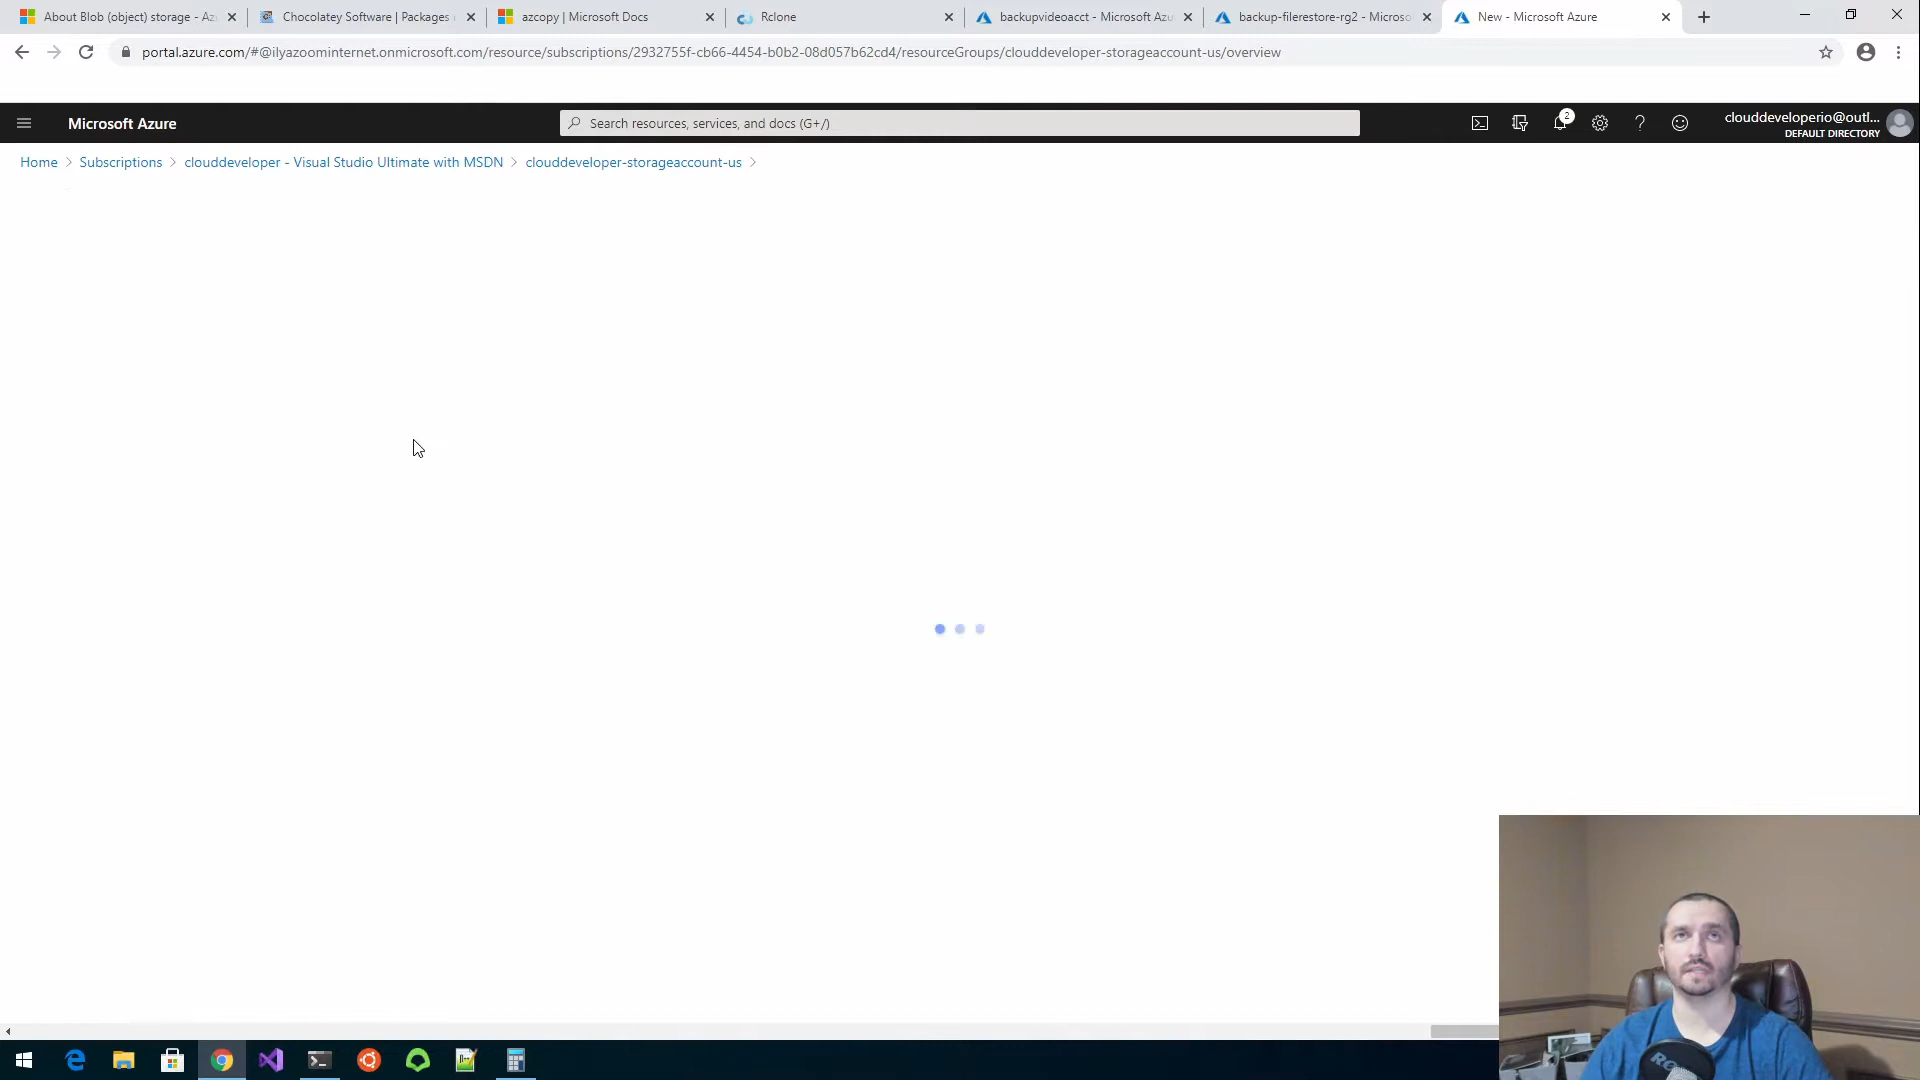 About Blob (object) storage - Az
Chocolatey Software | Packages
azcopy | Microsoft Docs
Rclone
backupvideoacct - Microsoft Azu
backup-filerestore-rg2 - Microso
New - Microsoft Azure
portal.azure.com/#@ilyazoominternet.onmicrosoft.com/resource/subscriptions/2932755f-cb66-4454-b0b2-08d057b62cd4/resourceGroups/clouddeveloper-storageaccount-us/overview
Microsoft Azure
Search resources, services, and docs (G+/)
2
clouddeveloperio@outl...
DEFAULT DIRECTORY
Home > Subscriptions > clouddeveloper - Visual Studio Ultimate with MSDN > clouddeveloper-storageaccount-us >